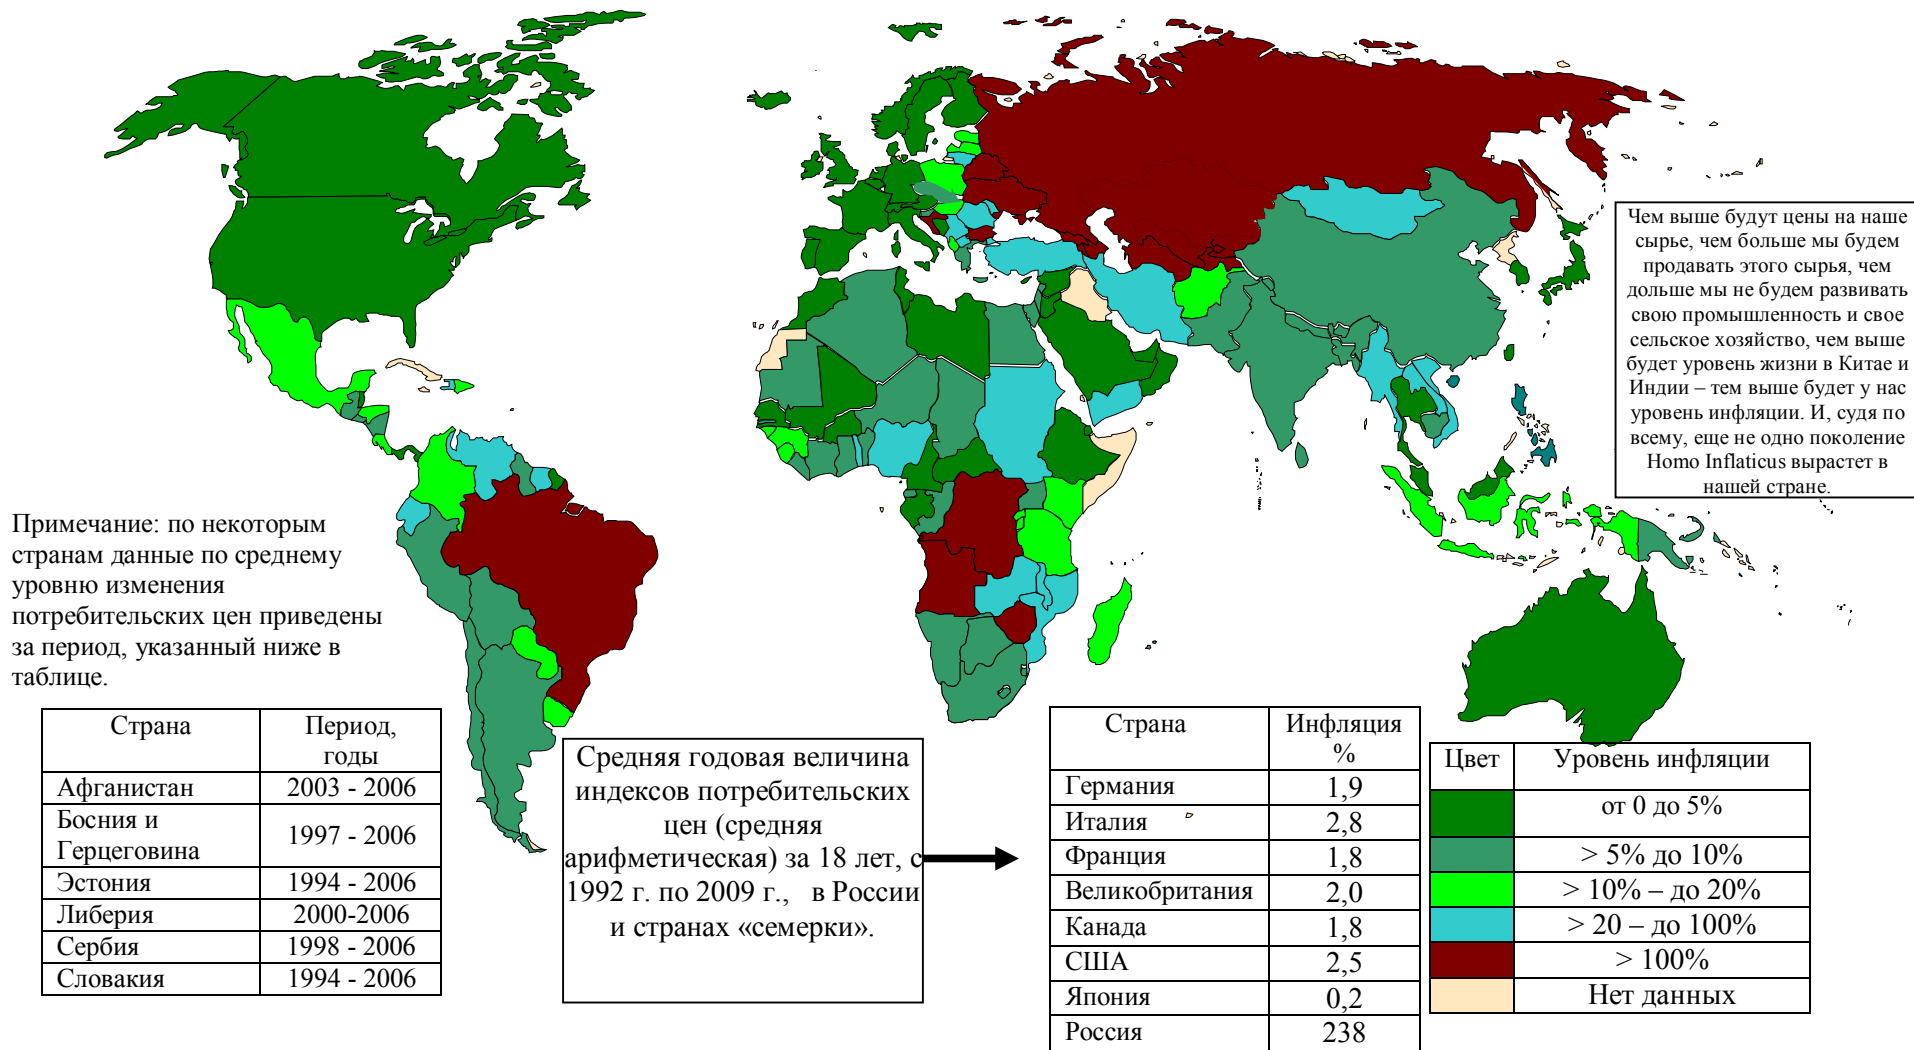 Чем выше будут цены на наше
сырье, чем больше мы будем
продавать этого сырья, чем
дольше мы не будем развивать
свою промышленность и свое
сельское хозяйство, чем выше
будет уровень жизни в Китае и
Индии – тем выше будет у нас
уровень инфляции. И, судя по
всему, еще не одно поколение
Homo Inflaticus вырастет в
нашей стране.
Примечание: по некоторым
странам данные по среднему
уровню изменения
потребительских цен приведены
за период, указанный ниже в
таблице.
Страна Период,
годы
Афганистан 2003 - 2006
Босния и
Герцеговина 1997 - 2006
Эстония 1994 - 2006
Либерия 2000-2006
Сербия 1998 - 2006
Словакия 1994 - 2006
Средняя годовая величина
индексов потребительских
цен (средняя
арифметическая) за 18 лет, с
1992 г. по 2009 г., в России
и странах «семерки».
Страна Инфляция
%
Германия 1,9
Италия 2,8
Франция 1,8
Великобритания 2,0
Канада 1,8
США 2,5
Япония 0,2
Россия 238
Цвет Уровень инфляции
от 0 до 5%
> 5% до 10%
> 10% – до 20%
> 20 – до 100%
> 100%
Нет данных